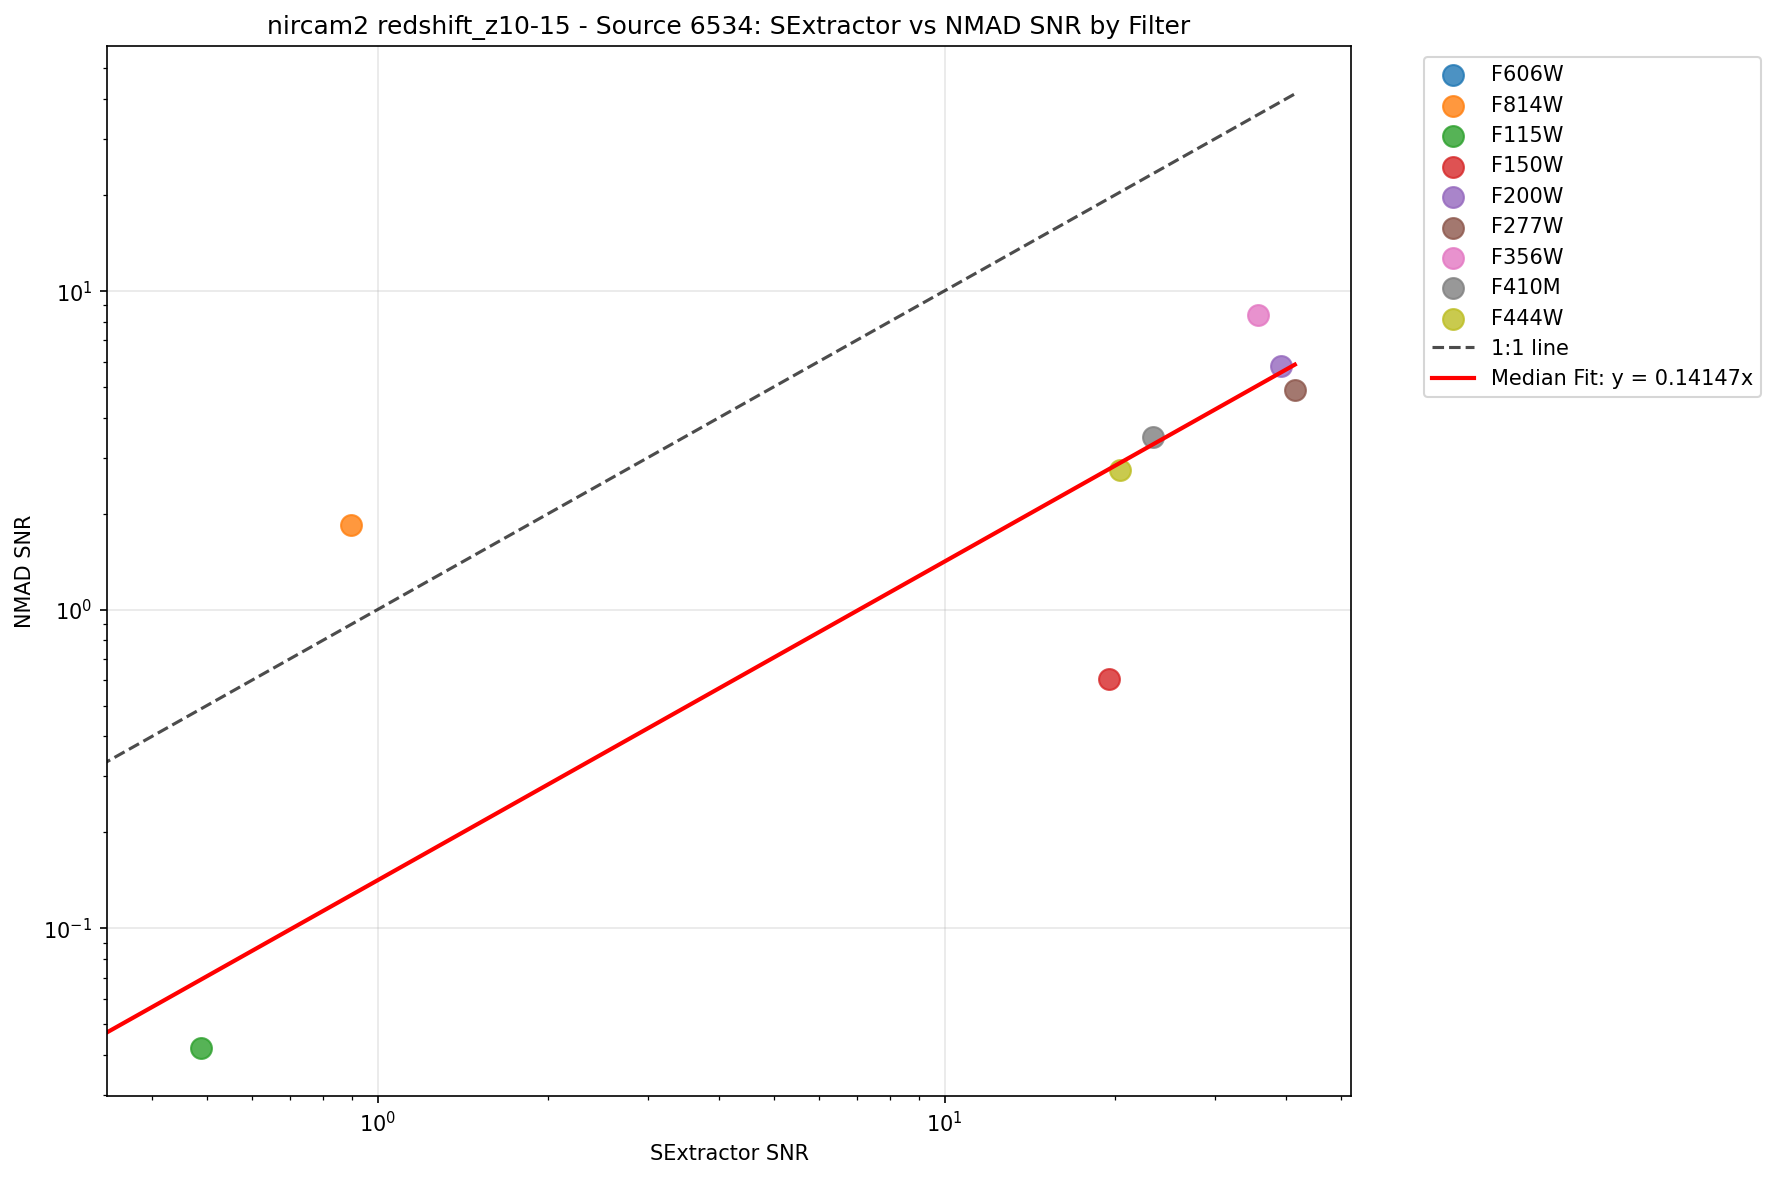 nircam2 redshift_z10-15 - Source 6534: SExtractor vs NMAD SNR by Filter
F606W
F814W
F115W
F150W
F200W
F277W
F356W
F410M
F444W
1:1 line
Median Fit: y = 0.14147x
NMAD SNR
10¹
10⁰
10⁻¹
10⁰
10¹
SExtractor SNR